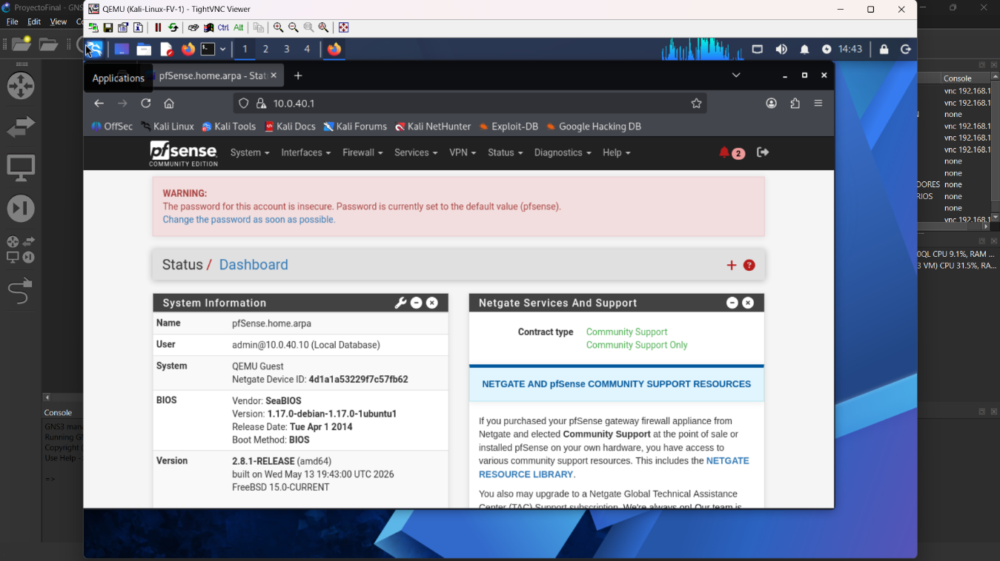 ProyectoFinal - GNS
QEMU (Kali-Linux-FV-1) - TightVNC Viewer
File Edit View
Ctrl Alt
1 2 3 4
14:43
Applications
pfSense.home.arpa - Stat
10.0.40.1
OffSec Kali Linux Kali Tools Kali Docs Kali Forums Kali NetHunter Exploit-DB Google Hacking DB
pfsense
COMMUNITY EDITION
System Interfaces Firewall Services VPN Status Diagnostics Help
2
WARNING:
The password for this account is insecure. Password is currently set to the default value (pfsense).
Change the password as soon as possible.
Status / Dashboard
System Information
Name pfSense.home.arpa
User admin@10.0.40.10 (Local Database)
System QEMU Guest
Netgate Device ID: 4d1a1a53229f7c57fb62
BIOS Vendor: SeaBIOS
Version: 1.17.0-debian-1.17.0-1ubuntu1
Release Date: Tue Apr 1 2014
Boot Method: BIOS
Version 2.8.1-RELEASE (amd64)
built on Wed May 13 19:43:00 UTC 2026
FreeBSD 15.0-CURRENT
Netgate Services And Support
Contract type Community Support
Community Support Only
NETGATE AND pfSense COMMUNITY SUPPORT RESOURCES
If you purchased your pfSense gateway firewall appliance from
Netgate and elected Community Support at the point of sale or
installed pfSense on your own hardware, you have access to
various community support resources. This includes the NETGATE
RESOURCE LIBRARY.
You also may upgrade to a Netgate Global Technical Assistance
Center (TAC) Support subscription. We're always on! Our team is
Console
vnc 192.168.1
vnc 192.168.1
none
vnc 192.168.1
vnc 192.168.1
vnc 192.168.1
none
none
DORES none
RIOS none
none
vnc 192.168.1
0QL CPU 9.1%, RAM ...
3 VM) CPU 31.5%, RA...
Console
GNS3 man
Running G
Copyright (
Use Help -
=>